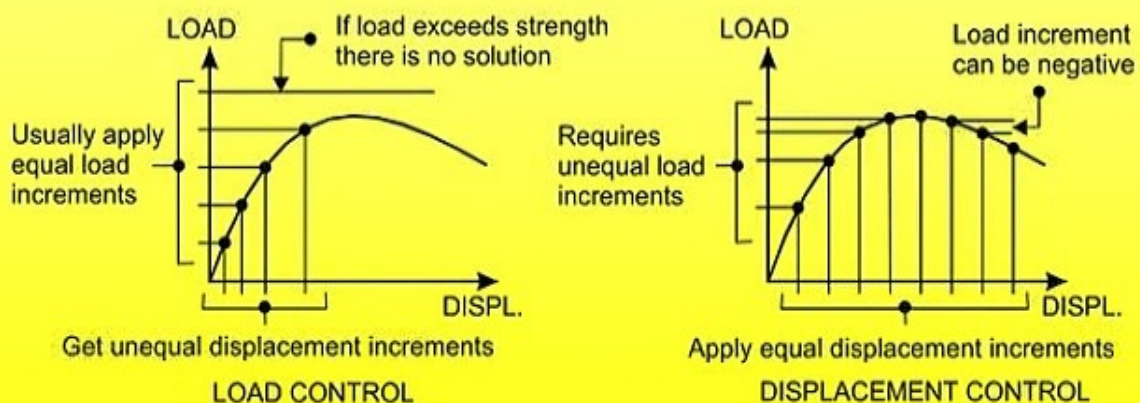 LOAD
If load exceeds strength
there is no solution
Usually apply
equal load
increments
DISPL.
Get unequal displacement increments
LOAD CONTROL
LOAD
Load increment
can be negative
Requires
unequal load
increments
DISPL.
Apply equal displacement increments
DISPLACEMENT CONTROL